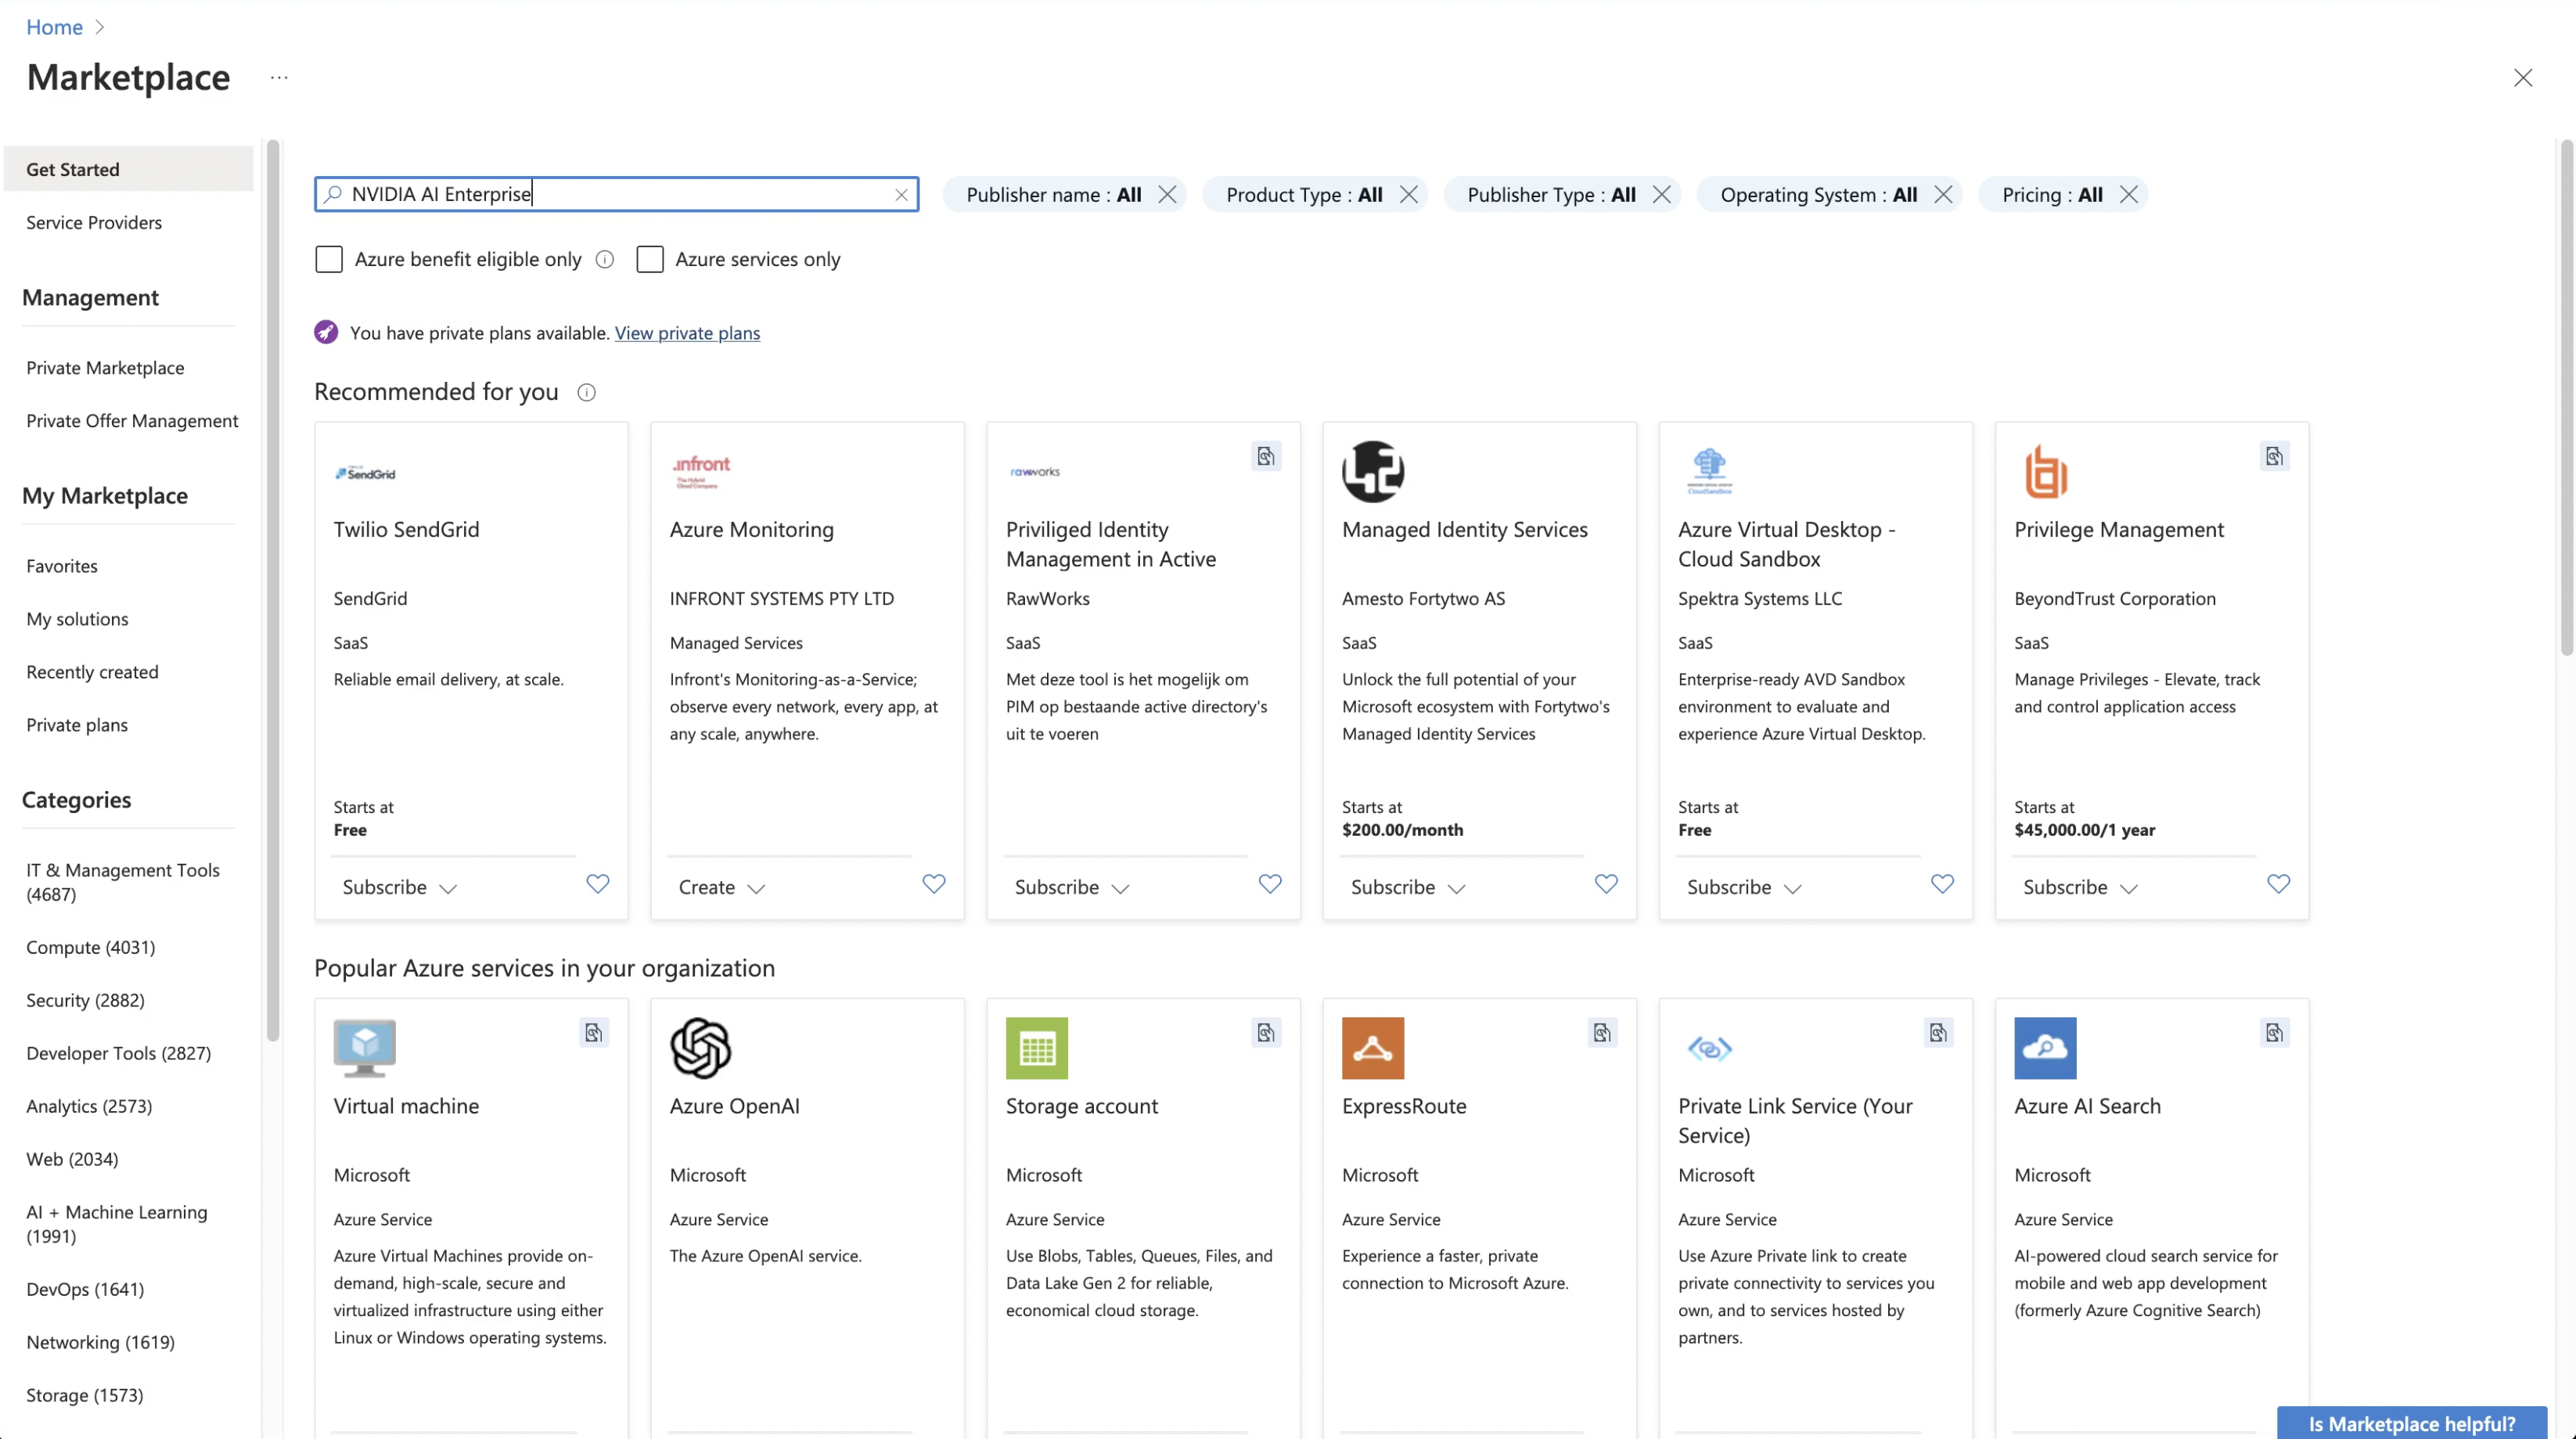 Home
Marketplace ...
Get Started
Service Providers
Management
Private Marketplace
Private Offer Management
My Marketplace
Favorites
My solutions
Recently created
Private plans
Categories
IT & Management Tools
(4687)
Compute (4031)
Security (2882)
Developer Tools (2827)
Analytics (2573)
Web (2034)
AI + Machine Learning
(1991)
DevOps (1641)
Networking (1619)
Storage (1573)
NVIDIA AI Enterprise
Publisher name : All
Product Type : All
Publisher Type : All
Operating System : All
Pricing : All
Azure benefit eligible only
Azure services only
You have private plans available. View private plans
Recommended for you
SendGrid
Twilio SendGrid
SendGrid
SaaS
Reliable email delivery, at scale.
Starts at
Free
Subscribe
.infront
The Hybrid
Cloud Company
Azure Monitoring
INFRONT SYSTEMS PTY LTD
Managed Services
Infront's Monitoring-as-a-Service;
observe every network, every app, at
any scale, anywhere.
Create
rawworks
Priviliged Identity
Management in Active
RawWorks
SaaS
Met deze tool is het mogelijk om
PIM op bestaande active directory's
uit te voeren
Subscribe
42
Managed Identity Services
Amesto Fortytwo AS
SaaS
Unlock the full potential of your
Microsoft ecosystem with Fortytwo's
Managed Identity Services
Starts at
$200.00/month
Subscribe
CloudSandbox
Azure Virtual Desktop -
Cloud Sandbox
Spektra Systems LLC
SaaS
Enterprise-ready AVD Sandbox
environment to evaluate and
experience Azure Virtual Desktop.
Starts at
Free
Subscribe
Privilege Management
BeyondTrust Corporation
SaaS
Manage Privileges - Elevate, track
and control application access
Starts at
$45,000.00/1 year
Subscribe
Popular Azure services in your organization
Virtual machine
Microsoft
Azure Service
Azure Virtual Machines provide on-
demand, high-scale, secure and
virtualized infrastructure using either
Linux or Windows operating systems.
Azure OpenAI
Microsoft
Azure Service
The Azure OpenAI service.
Storage account
Microsoft
Azure Service
Use Blobs, Tables, Queues, Files, and
Data Lake Gen 2 for reliable,
economical cloud storage.
ExpressRoute
Microsoft
Azure Service
Experience a faster, private
connection to Microsoft Azure.
Private Link Service (Your
Service)
Microsoft
Azure Service
Use Azure Private link to create
private connectivity to services you
own, and to services hosted by
partners.
Azure AI Search
Microsoft
Azure Service
AI-powered cloud search service for
mobile and web app development
(formerly Azure Cognitive Search)
Is Marketplace helpful?